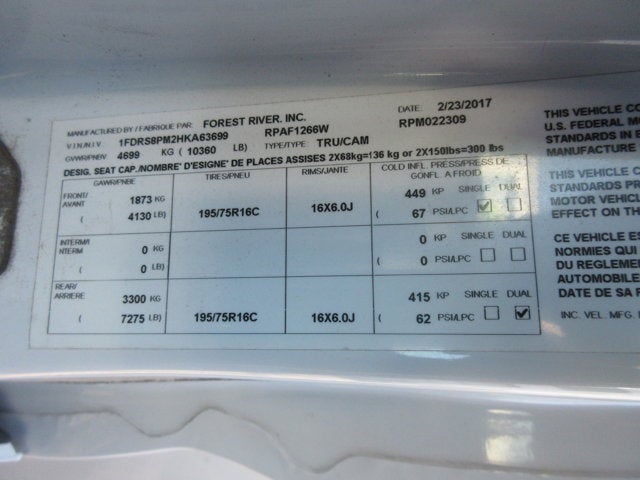 MANUFACTURED BY / FABRIQUE PAR: FOREST RIVER. INC. DATE: 2/23/2017
V.I.N./N.I.V. 1FDRS8PM2HKA63699 RPAF1266W RPM022309
GVWR/PNBE 4699 KG ( 10360 LB) TYPE/TYPE: TRU/CAM
DESIG. SEAT CAP./NOMBRE' D'ESIGNE' DE PLACES ASSISES 2X68kg=136 kg or 2X150lbs=300 lbs
GAWR/PNBE TIRES/PNEU RIMS/JANTE COLD INFL. PRESS/PRESS DE
GONFL A FROID
FRONT/
AVANT 1873 KG 449 KP SINGLE DUAL
( 4130 LB) 195/75R16C 16X6.0J ( 67 PSI/LPC
INTERM/
INTERM. 0 KG 0 KP SINGLE DUAL
( 0 LB) ( 0 PSI/LPC
REAR/
ARRIERE 3300 KG 415 KP SINGLE DUAL
( 7275 LB) 195/75R16C 16X6.0J ( 62 PSI/LPC
THIS VEHICLE CO
U.S. FEDERAL MO
STANDARDS IN
MANUFACTURE
THIS VEHICLE
STANDARDS PR
MOTOR VEHICL
EFFECT ON THE
CE VEHICULE ES
NORMIES QUI
DU REGLEME
AUTOMOBILE
DATE DE SA F
INC. VEL. MFG.